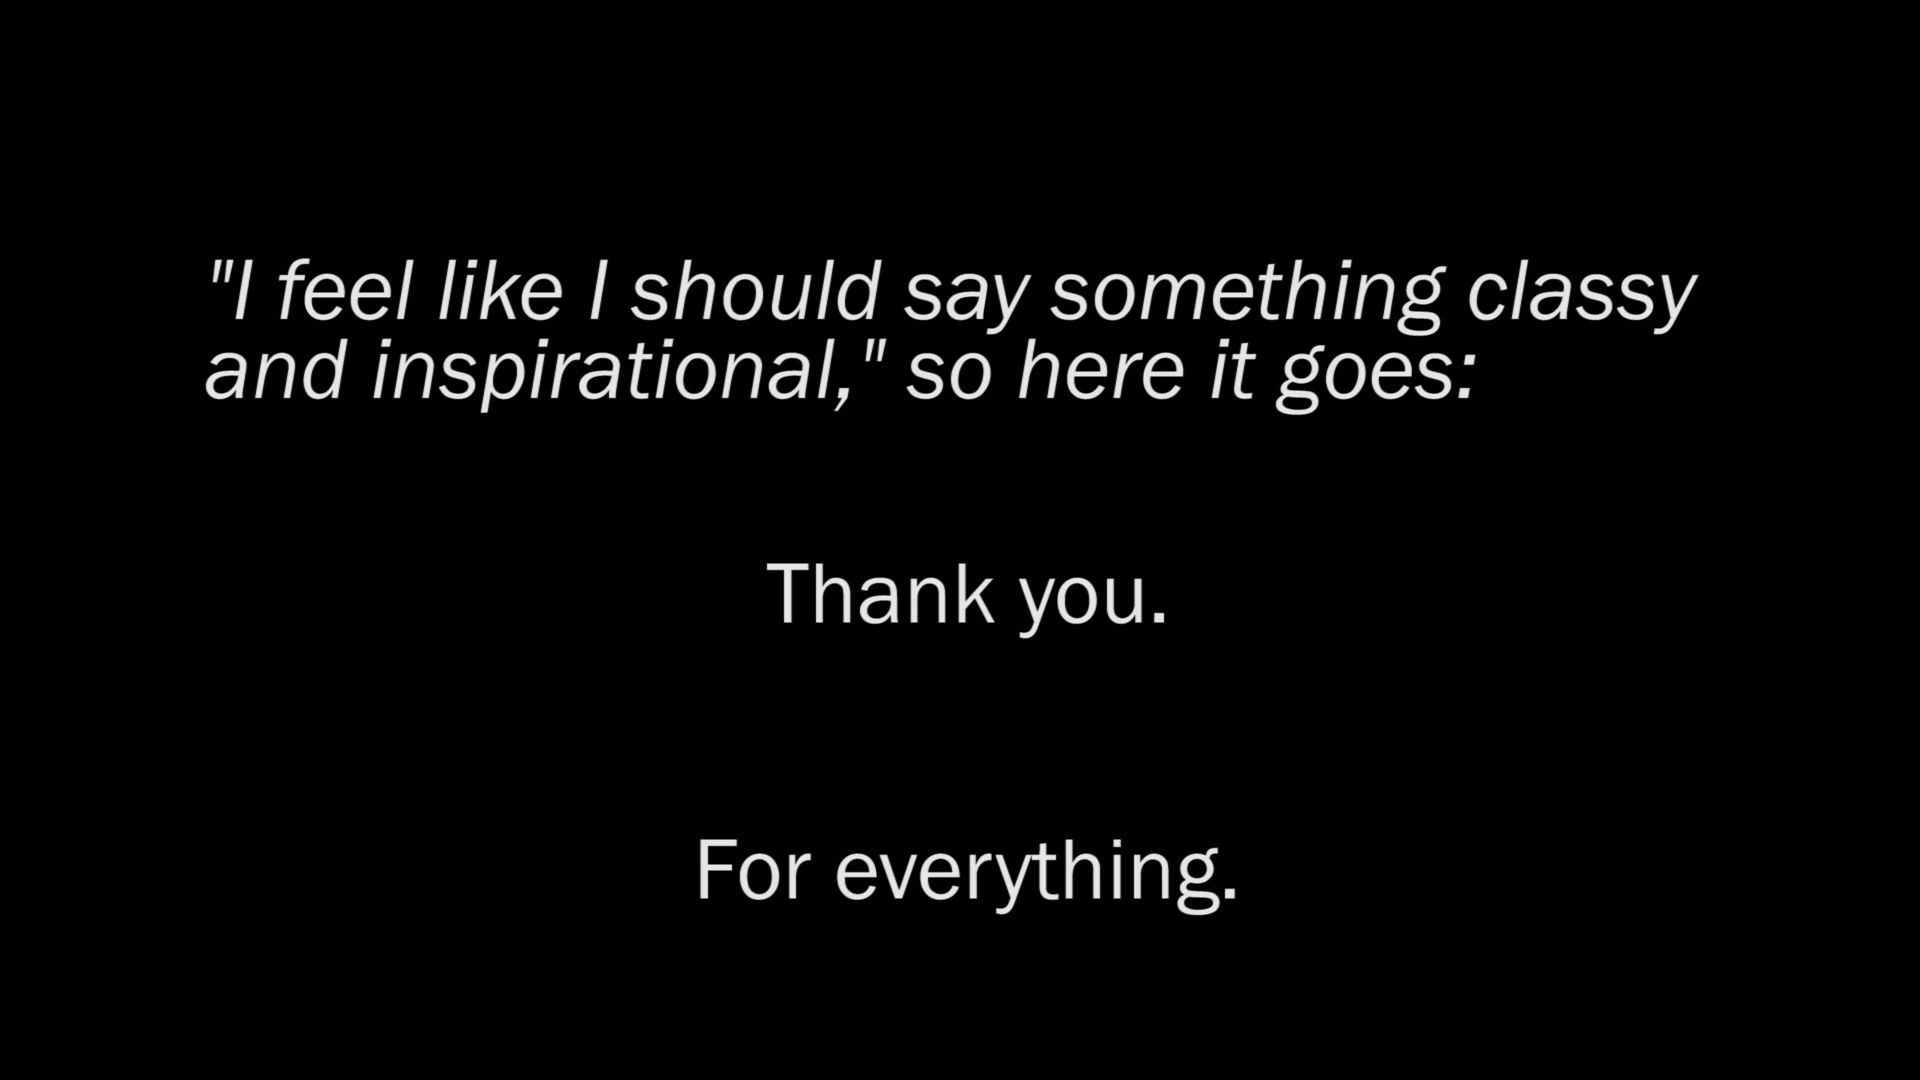 "I feel like I should say something classy
and inspirational," so here it goes:
Thank you.
For everything.